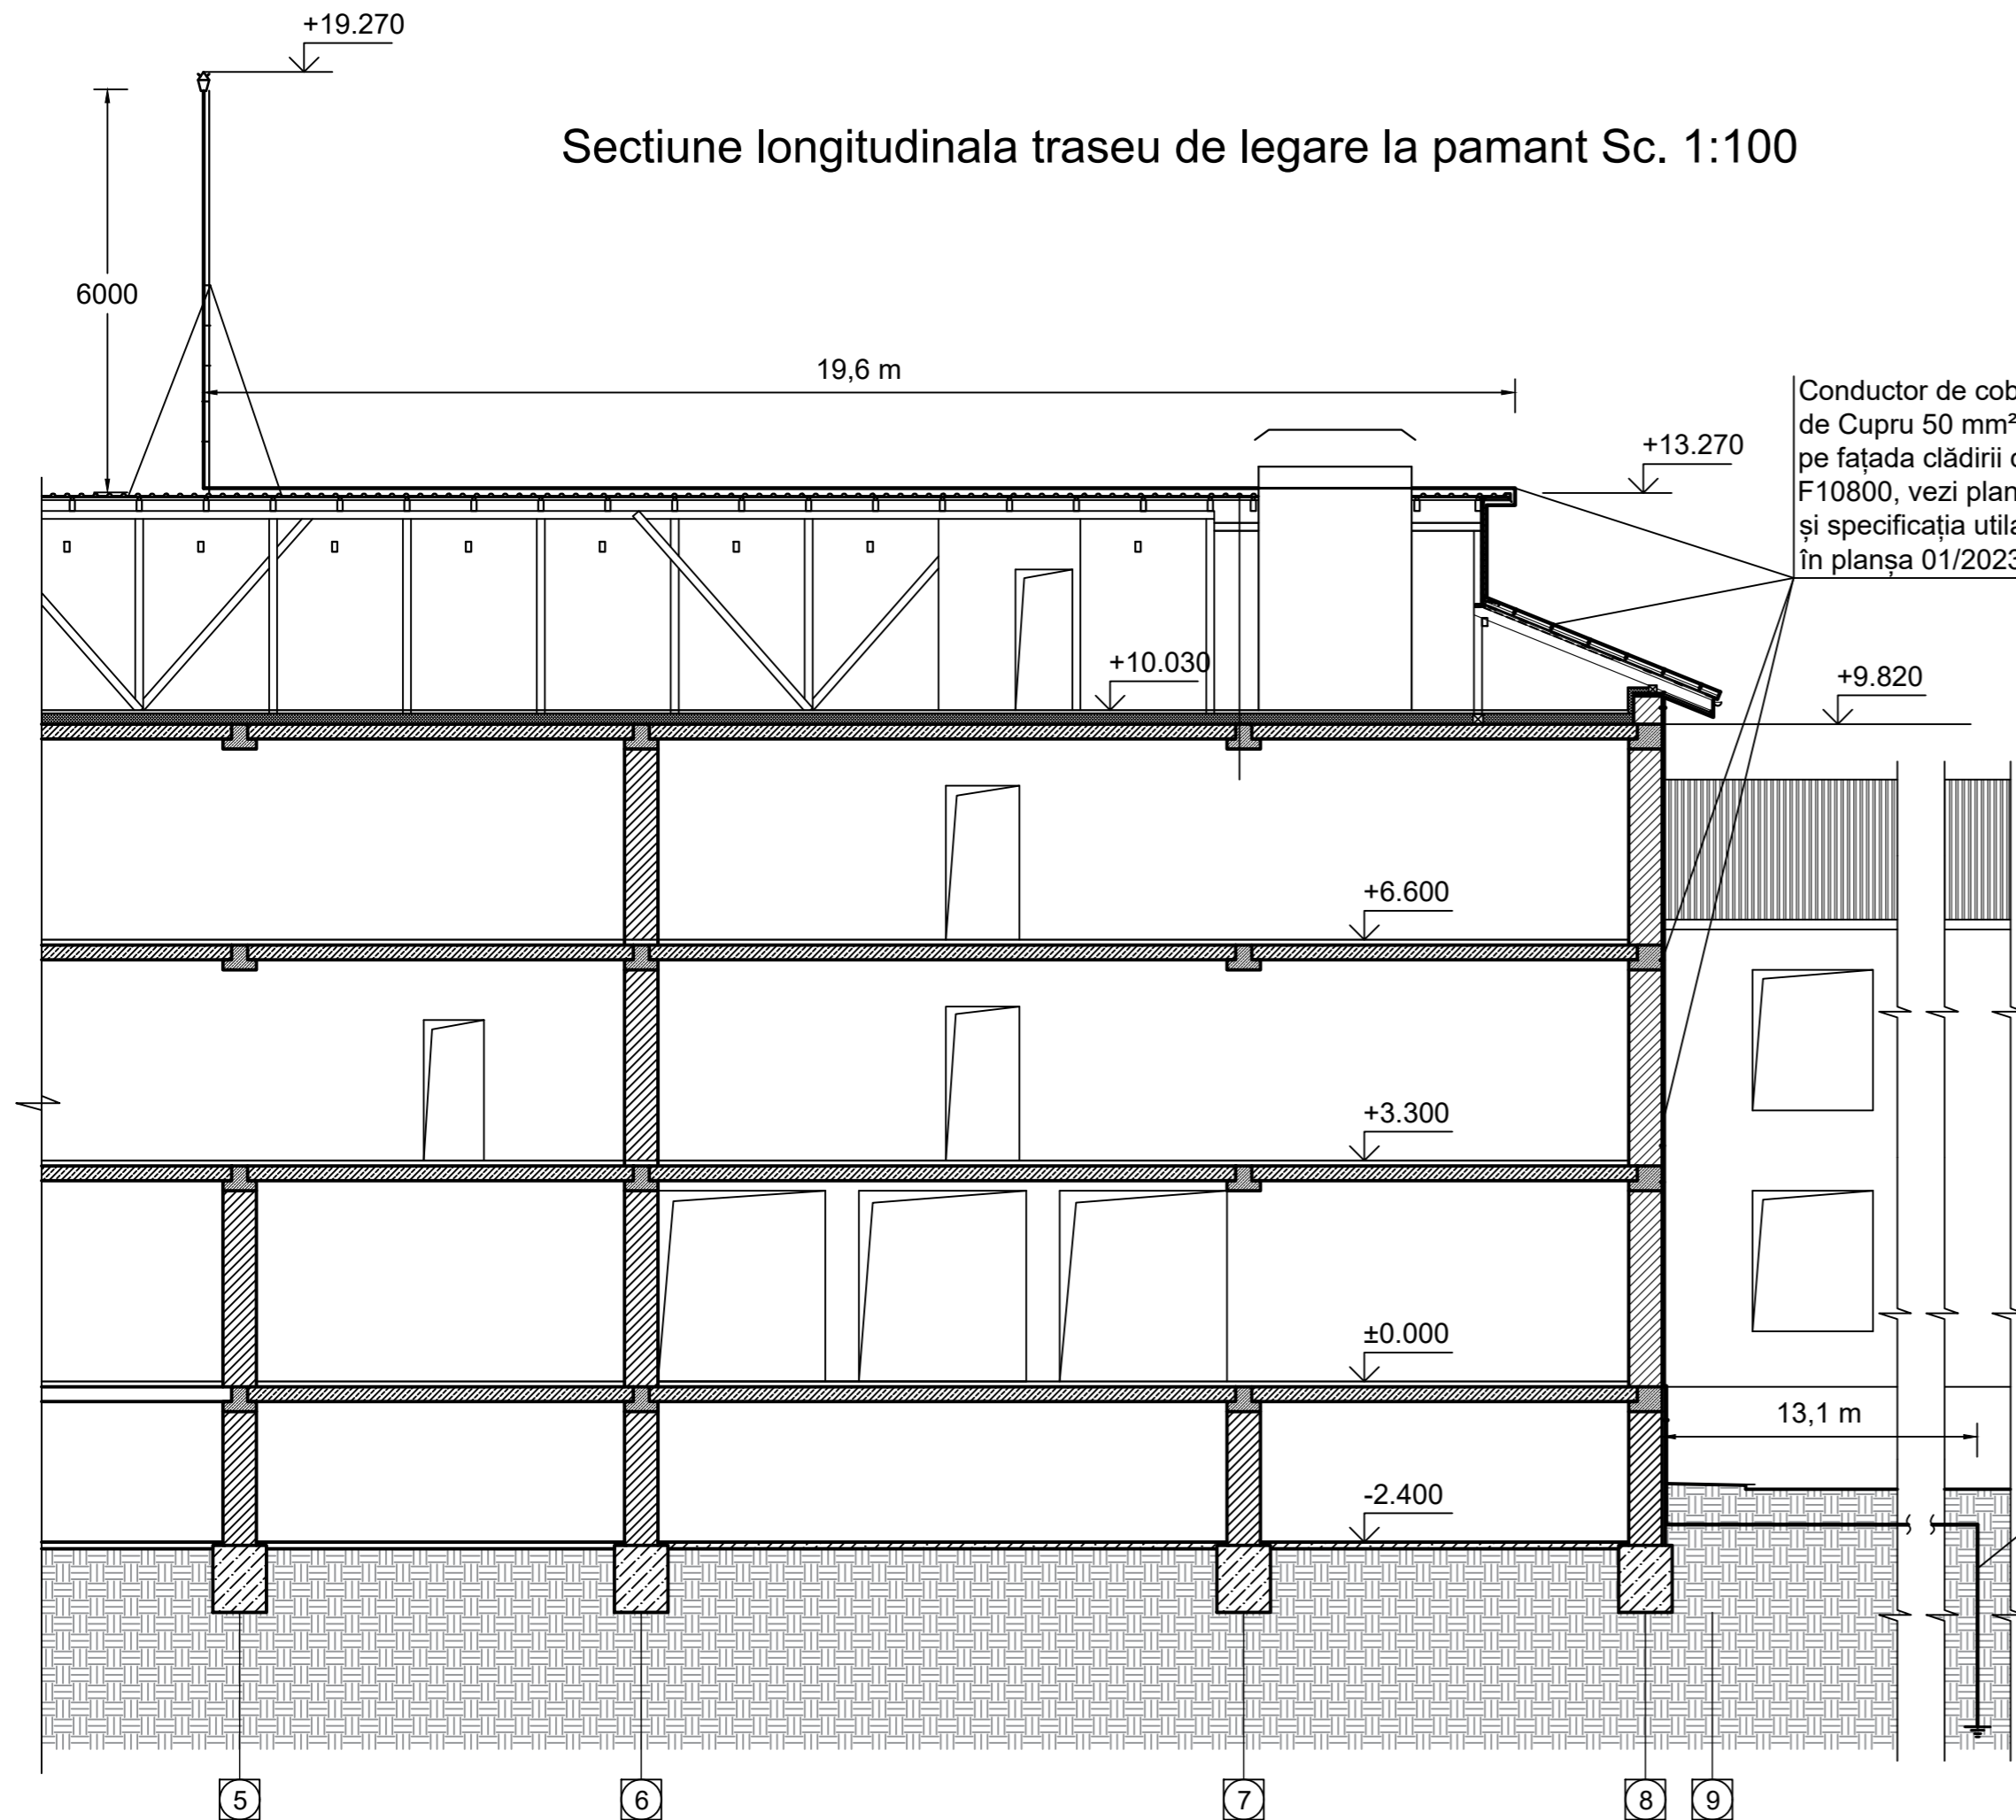 +19.270
Sectiune longitudinala traseu de legare la pamant Sc. 1:100
6000
19,6 m
Conductor de cob
de Cupru 50 mm²
pe fațada clădirii c
F10800, vezi plan
și specificația utila
în planșa 01/2023
+13.270
+10.030
+9.820
+6.600
+3.300
±0.000
13,1 m
-2.400
5
6
7
8
9